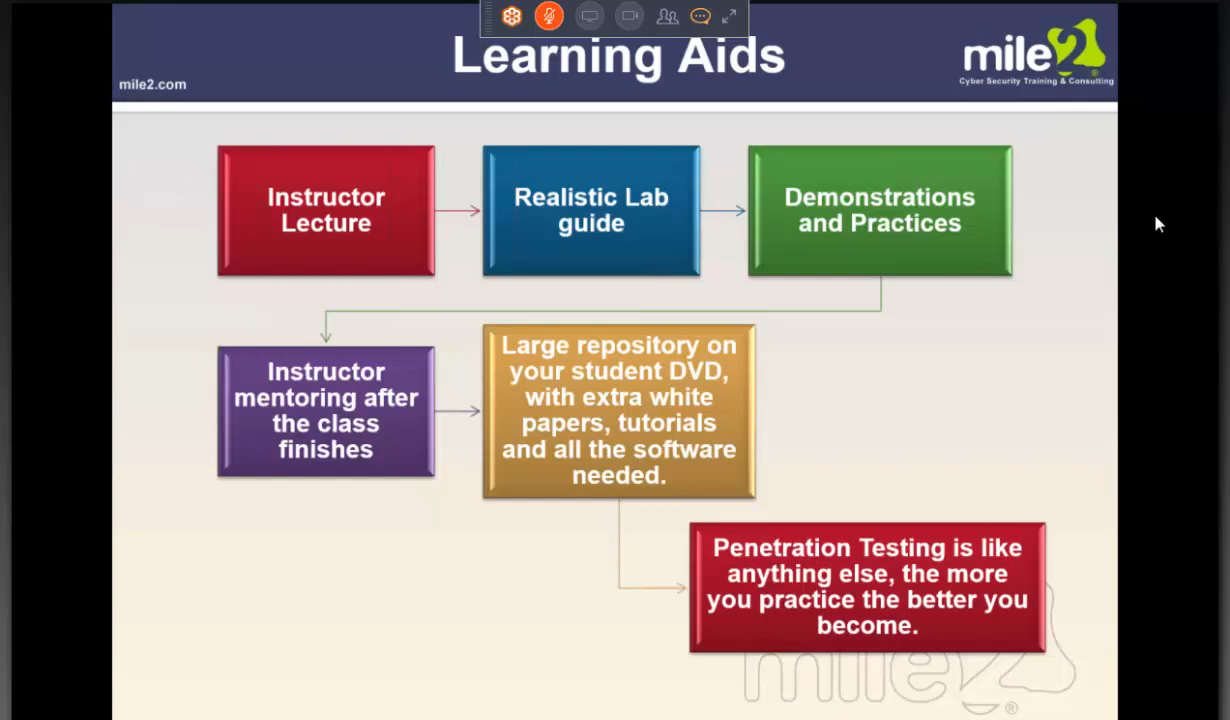 Learning Aids
mile2.com
mile2
®
Cyber Security Training & Consulting
Instructor
Lecture
Realistic Lab
guide
Demonstrations
and Practices
Instructor
mentoring after
the class
finishes
Large repository on
your student DVD,
with extra white
papers, tutorials
and all the software
needed.
Penetration Testing is like
anything else, the more
you practice the better you
become.
mile2
®